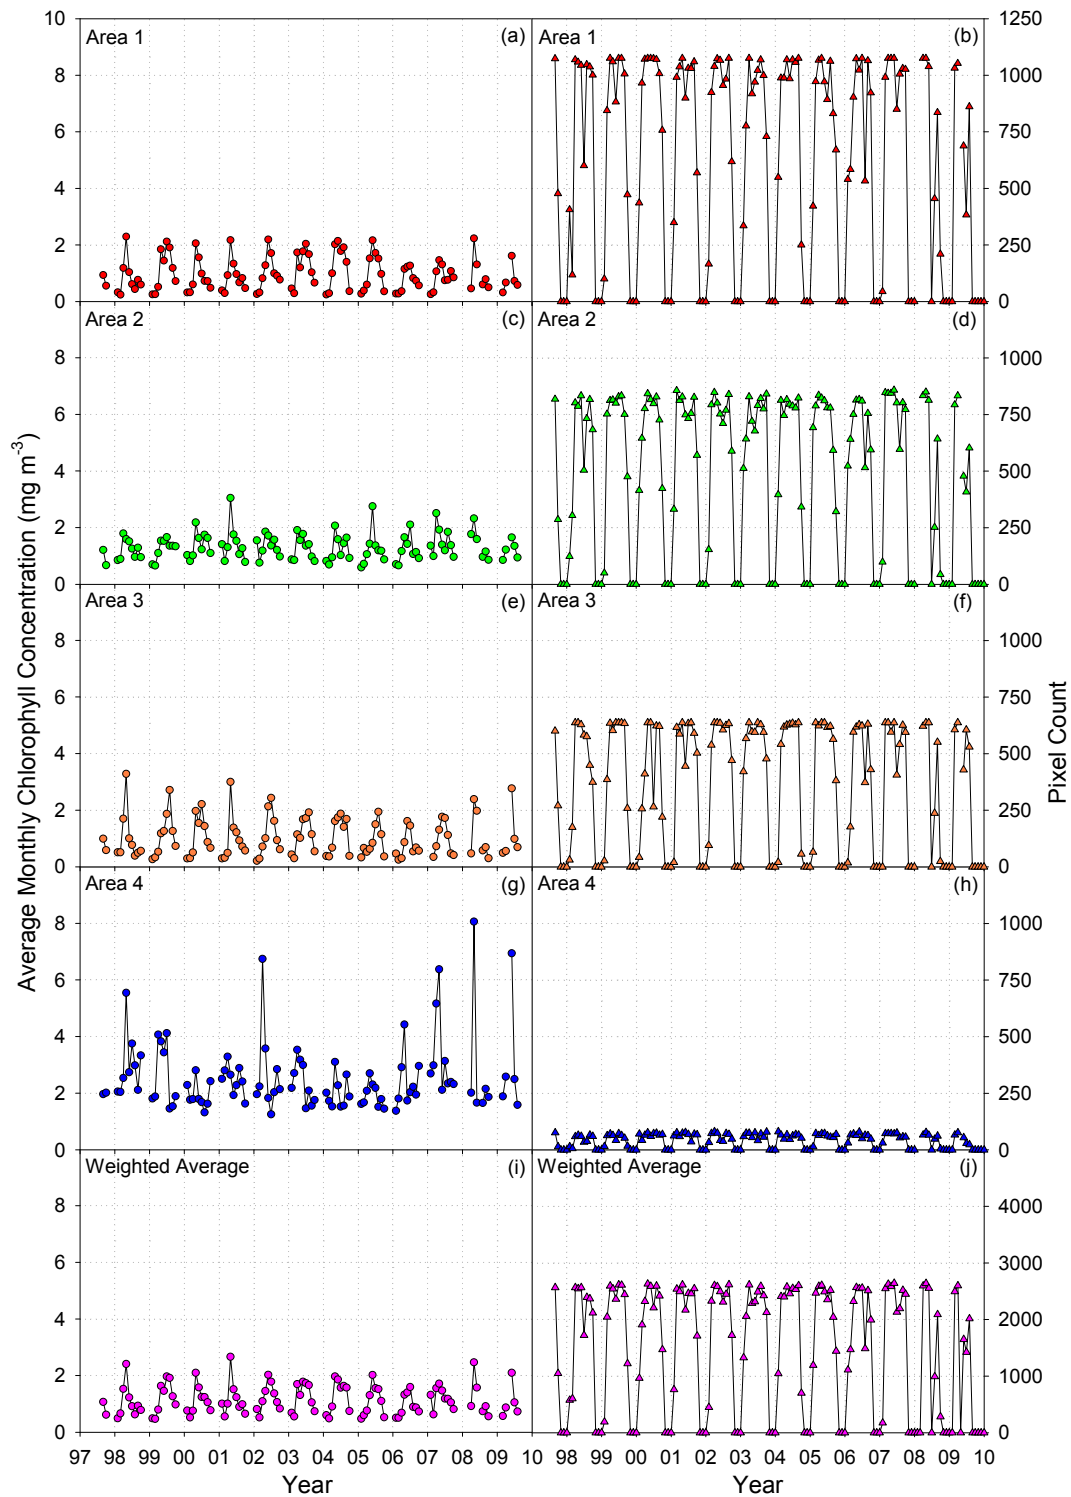 10
8
6
4
2
0
Area 1
(a)
Area 1
(b)
1250
1000
750
500
250
0
8
6
4
2
0
Area 2
(c)
Area 2
(d)
1000
750
500
250
0
8
6
4
2
0
Area 3
(e)
Area 3
(f)
1000
750
500
250
0
8
6
4
2
0
Area 4
(g)
Area 4
(h)
1000
750
500
250
0
8
6
4
2
0
Weighted Average
(i)
Weighted Average
(j)
4000
3000
2000
1000
0
97 98 99 00 01 02 03 04 05 06 07 08 09 10
98 99 00 01 02 03 04 05 06 07 08 09 10
Year
Year
Average Monthly Chlorophyll Concentration (mg m⁻³)
Pixel Count